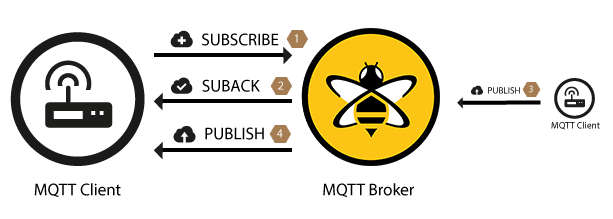 SUBSCRIBE 1
SUBACK 2
PUBLISH 3
PUBLISH 4
MQTT Client
MQTT Client
MQTT Broker